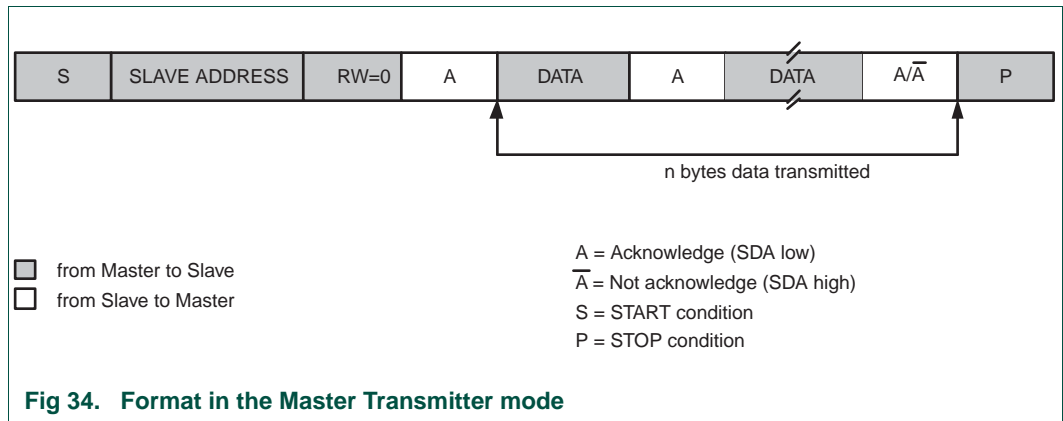 S SLAVE ADDRESS RW=0 A DATA A DATA A/A̅ P
n bytes data transmitted
from Master to Slave
from Slave to Master
A = Acknowledge (SDA low)
A̅ = Not acknowledge (SDA high)
S = START condition
P = STOP condition
Fig 34. Format in the Master Transmitter mode